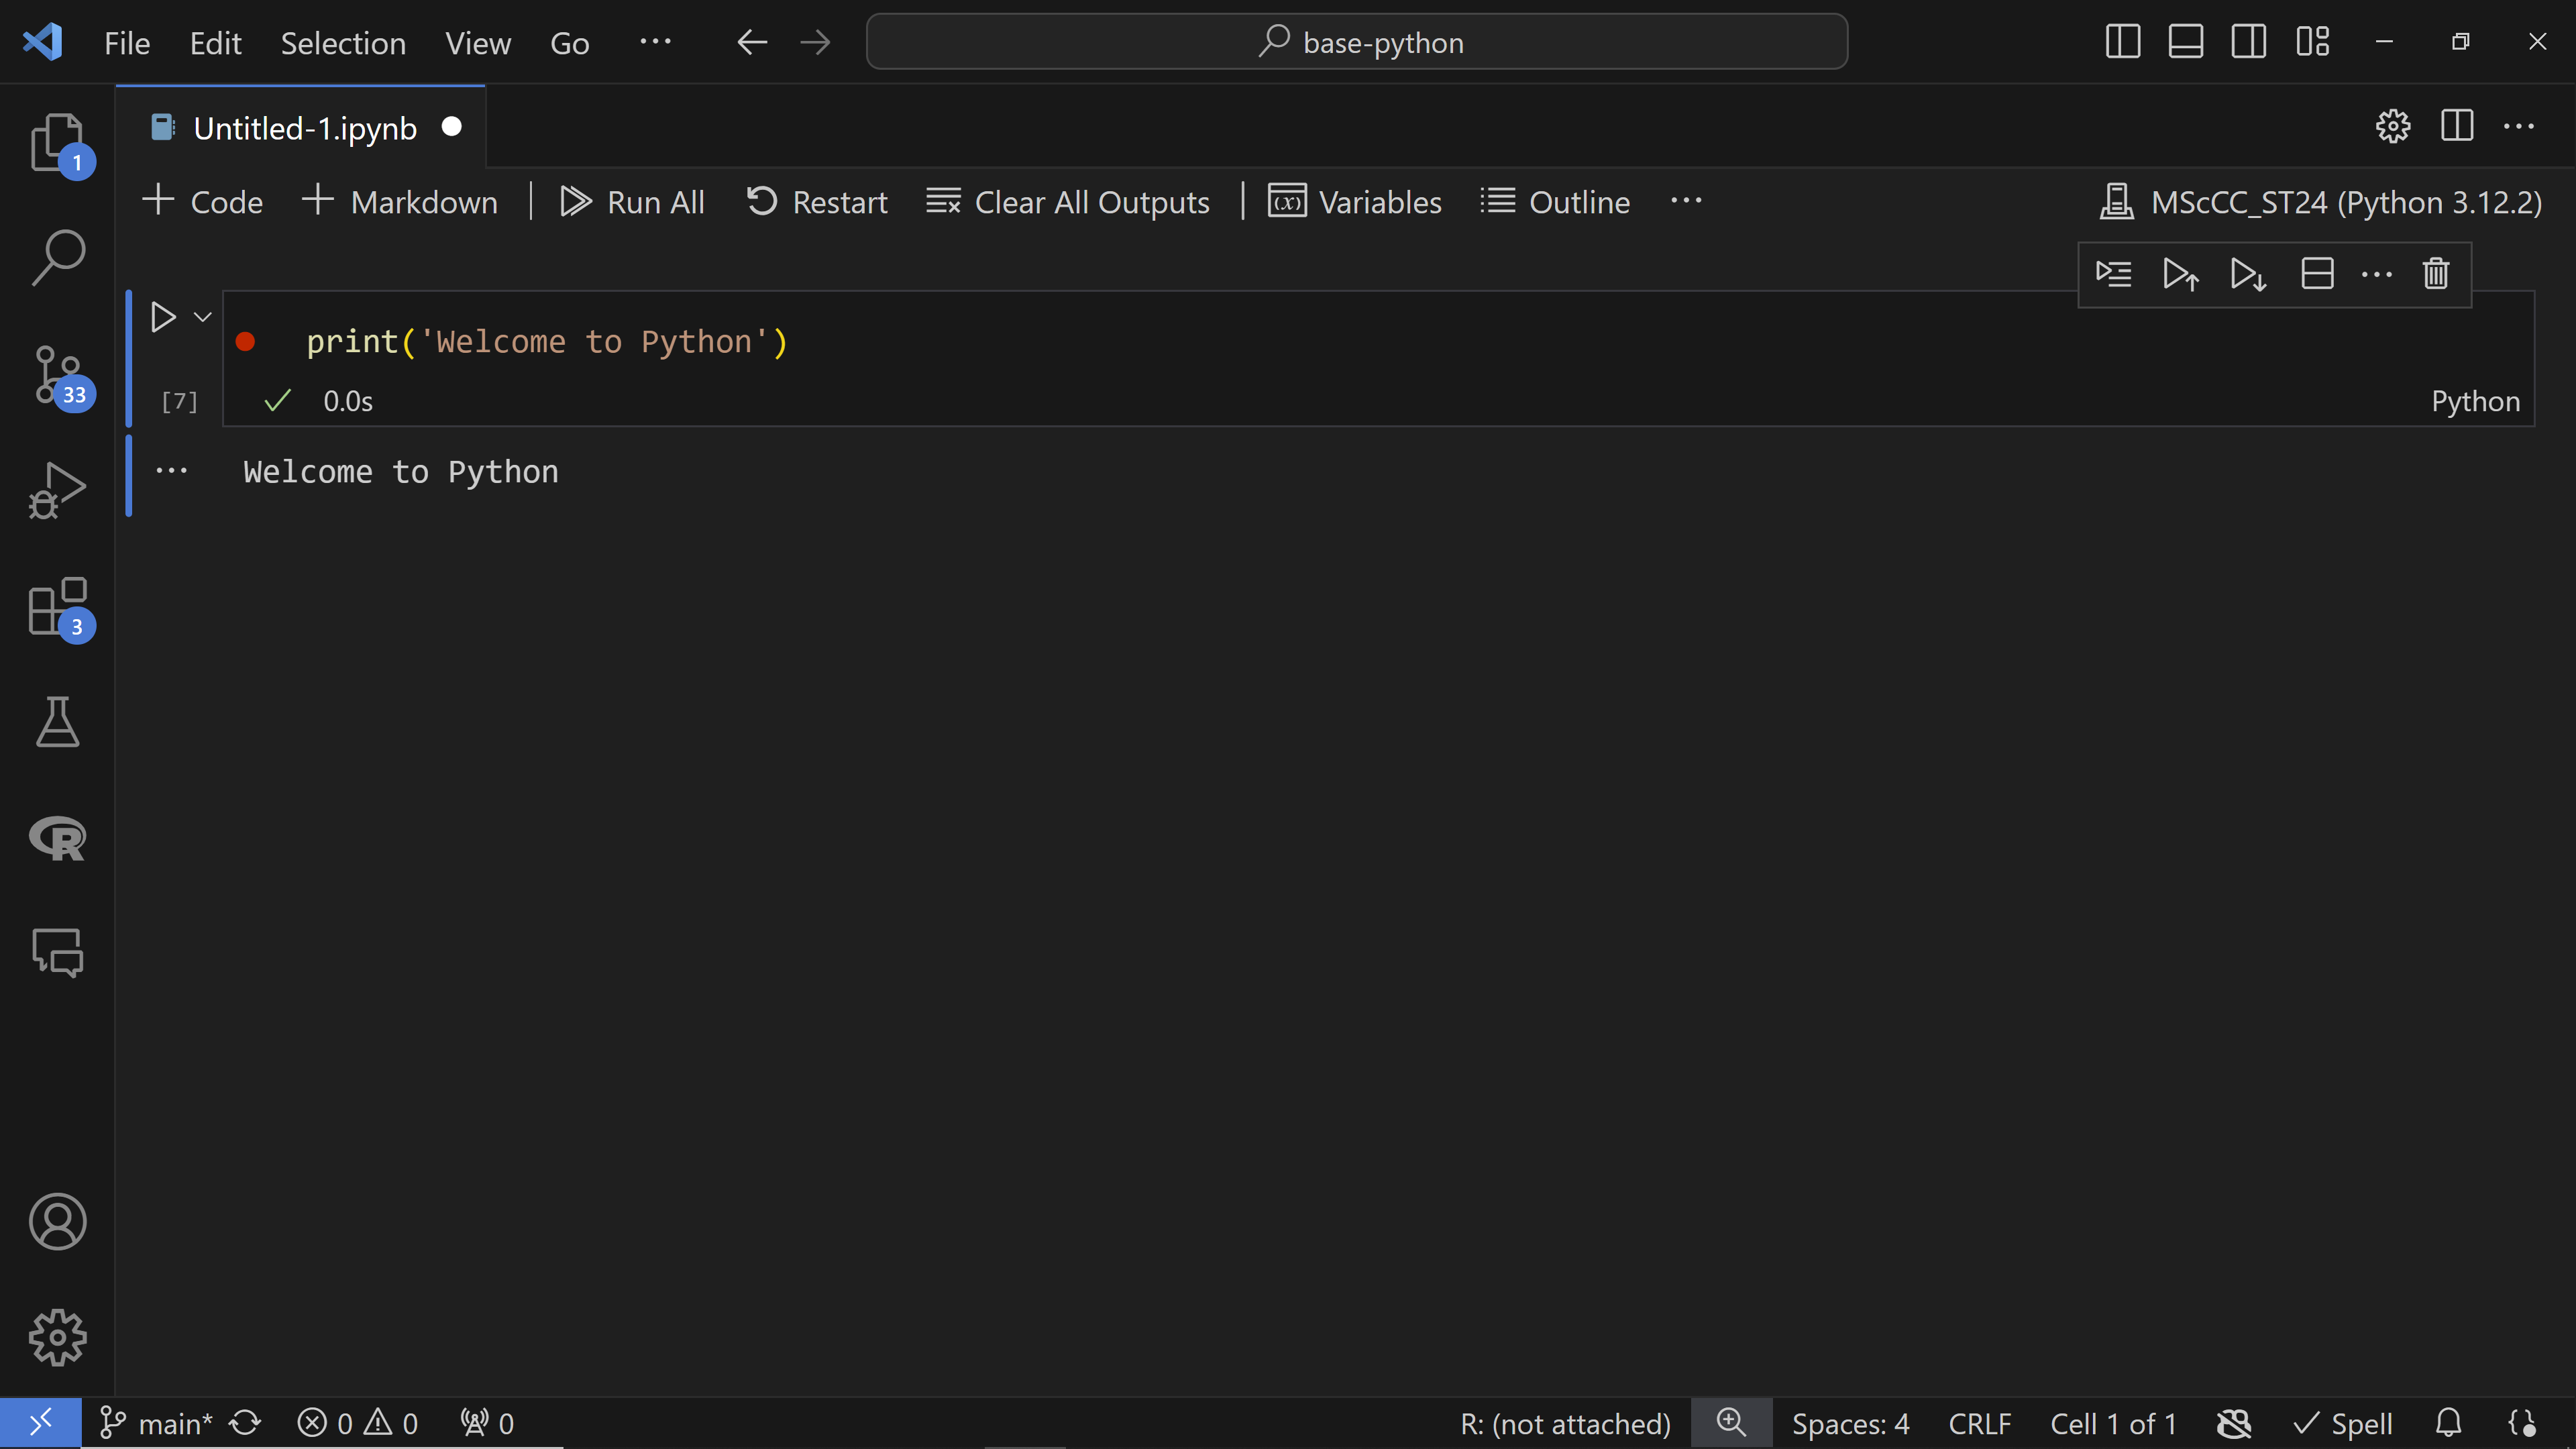 File Edit Selection View Go ... base-python
1
Untitled-1.ipynb
Code Markdown Run All Restart Clear All Outputs Variables Outline ... MScCC_ST24 (Python 3.12.2)
print('Welcome to Python')
33
[7] 0.0s Python
... Welcome to Python
3
main* 0 0 0 R: (not attached) Spaces: 4 CRLF Cell 1 of 1 Spell